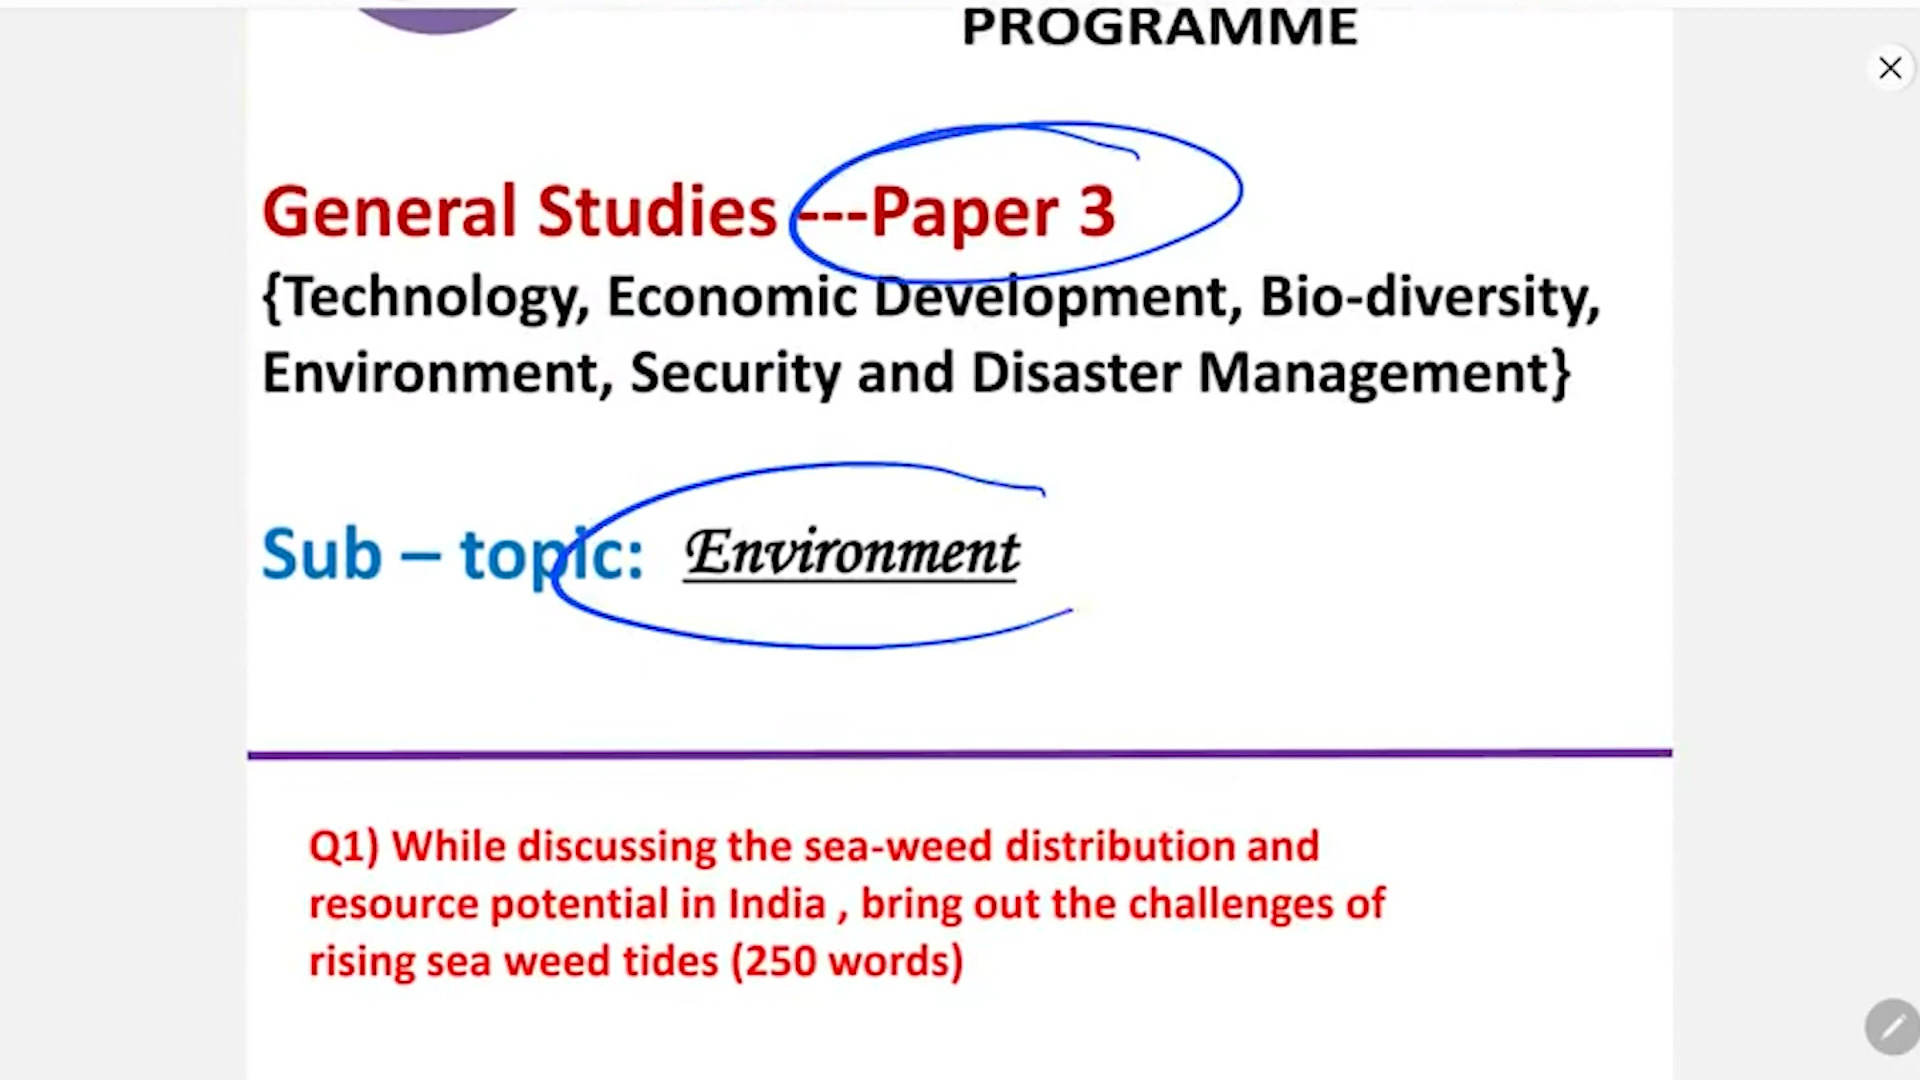 PROGRAMME
General Studies ---Paper 3
{Technology, Economic Development, Bio-diversity,
Environment, Security and Disaster Management}
Sub – topic: Environment
Q1) While discussing the sea-weed distribution and
resource potential in India , bring out the challenges of
rising sea weed tides (250 words)